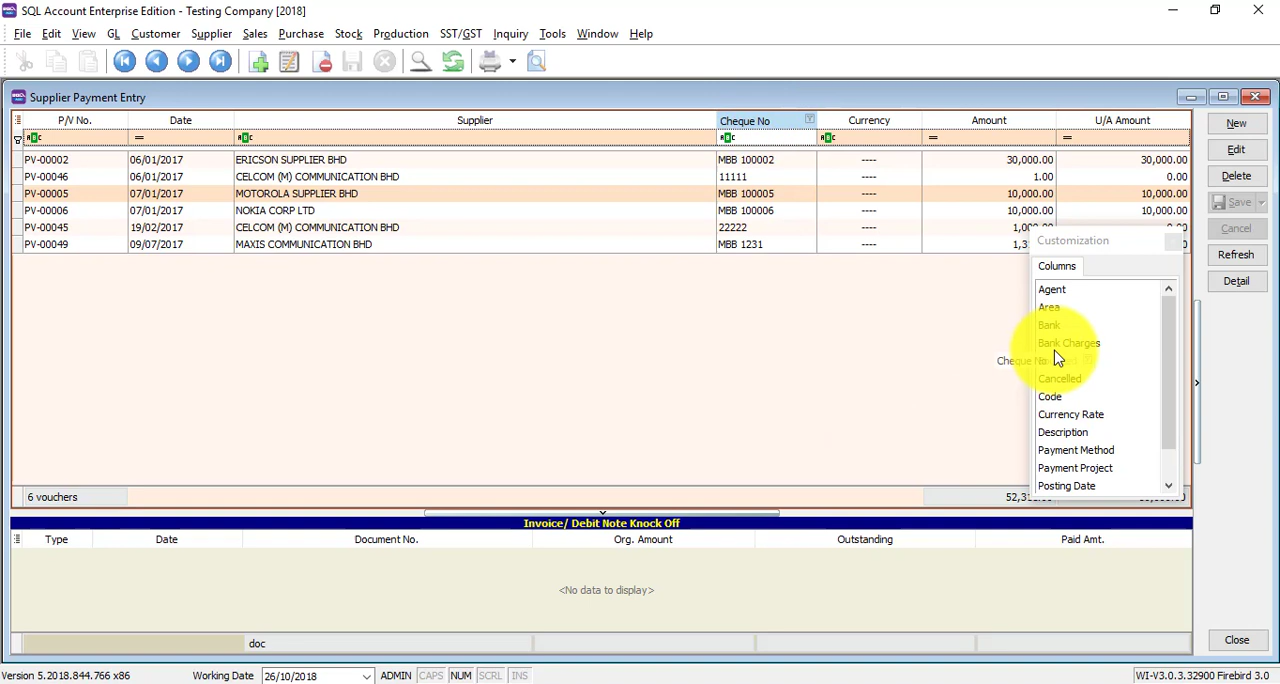 SQL Account Enterprise Edition - Testing Company [2018]
File Edit View GL Customer Supplier Sales Purchase Stock Production SST/GST Inquiry Tools Window Help
Supplier Payment Entry
P/V No. Date Supplier Cheque No Currency Amount U/A Amount
ABC = ABC ABC ABC = =
PV-00002 06/01/2017 ERICSON SUPPLIER BHD MBB 100002 ---- 30,000.00 30,000.00
PV-00046 06/01/2017 CELCOM (M) COMMUNICATION BHD 11111 ---- 1.00 0.00
PV-00005 07/01/2017 MOTOROLA SUPPLIER BHD MBB 100005 ---- 10,000.00 10,000.00
PV-00006 07/01/2017 NOKIA CORP LTD MBB 100006 ---- 10,000.00 10,000.00
PV-00045 19/02/2017 CELCOM (M) COMMUNICATION BHD 22222 ----
PV-00049 09/07/2017 MAXIS COMMUNICATION BHD MBB 1231 ----
New
Edit
Delete
Save
Cancel
Refresh
Detail
Customization
Columns
Agent
Area
Bank
Bank Charges
Cheque No
Cancelled
Code
Currency Rate
Description
Payment Method
Payment Project
Posting Date
6 vouchers
Invoice/ Debit Note Knock Off
Type Date Document No. Org. Amount Outstanding Paid Amt.
<No data to display>
doc
Close
Version 5.2018.844.766 x86 Working Date 26/10/2018 ADMIN CAPS NUM SCRL INS WI-V3.0.3.32900 Firebird 3.0